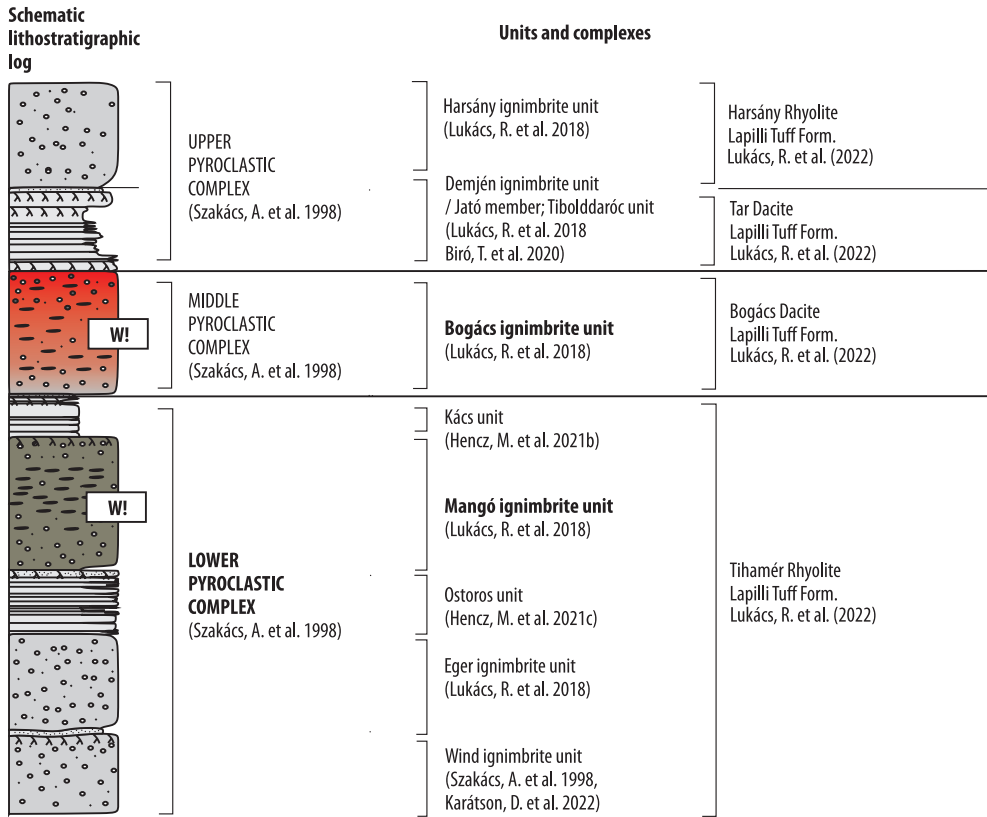 Schematic
lithostratigraphic
log
Units and complexes
UPPER
PYROCLASTIC
COMPLEX
(Szakács, A. et al. 1998)
Harsány ignimbrite unit
(Lukács, R. et al. 2018)
Harsány Rhyolite
Lapilli Tuff Form.
Lukács, R. et al. (2022)
Demjén ignimbrite unit
/ Jató member; Tibolddaróc unit
(Lukács, R. et al. 2018
Biró, T. et al. 2020)
Tar Dacite
Lapilli Tuff Form.
Lukács, R. et al. (2022)
W!
MIDDLE
PYROCLASTIC
COMPLEX
(Szakács, A. et al. 1998)
Bogács ignimbrite unit
(Lukács, R. et al. 2018)
Bogács Dacite
Lapilli Tuff Form.
Lukács, R. et al. (2022)
W!
LOWER
PYROCLASTIC
COMPLEX
(Szakács, A. et al. 1998)
Kács unit
(Hencz, M. et al. 2021b)
Mangó ignimbrite unit
(Lukács, R. et al. 2018)
Ostoros unit
(Hencz, M. et al. 2021c)
Eger ignimbrite unit
(Lukács, R. et al. 2018)
Wind ignimbrite unit
(Szakács, A. et al. 1998,
Karátson, D. et al. 2022)
Tihamér Rhyolite
Lapilli Tuff Form.
Lukács, R. et al. (2022)